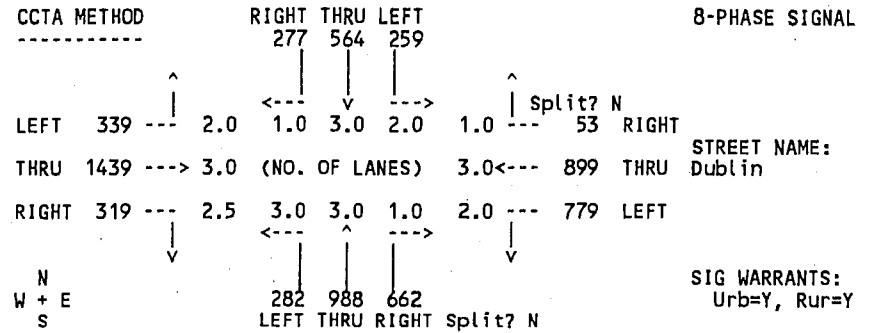 CCTA METHOD RIGHT THRU LEFT 8-PHASE SIGNAL
----------- 277 564 259
^ | | | ^
| <--- v ---> | Split? N
LEFT 339 --- 2.0 1.0 3.0 2.0 1.0 --- 53 RIGHT
STREET NAME:
THRU 1439 ---> 3.0 (NO. OF LANES) 3.0<--- 899 THRU Dublin
RIGHT 319 --- 2.5 3.0 3.0 1.0 2.0 --- 779 LEFT
| <--- ^ ---> |
v | | | v
N SIG WARRANTS:
W + E 282 988 662 Urb=Y, Rur=Y
S LEFT THRU RIGHT Split? N